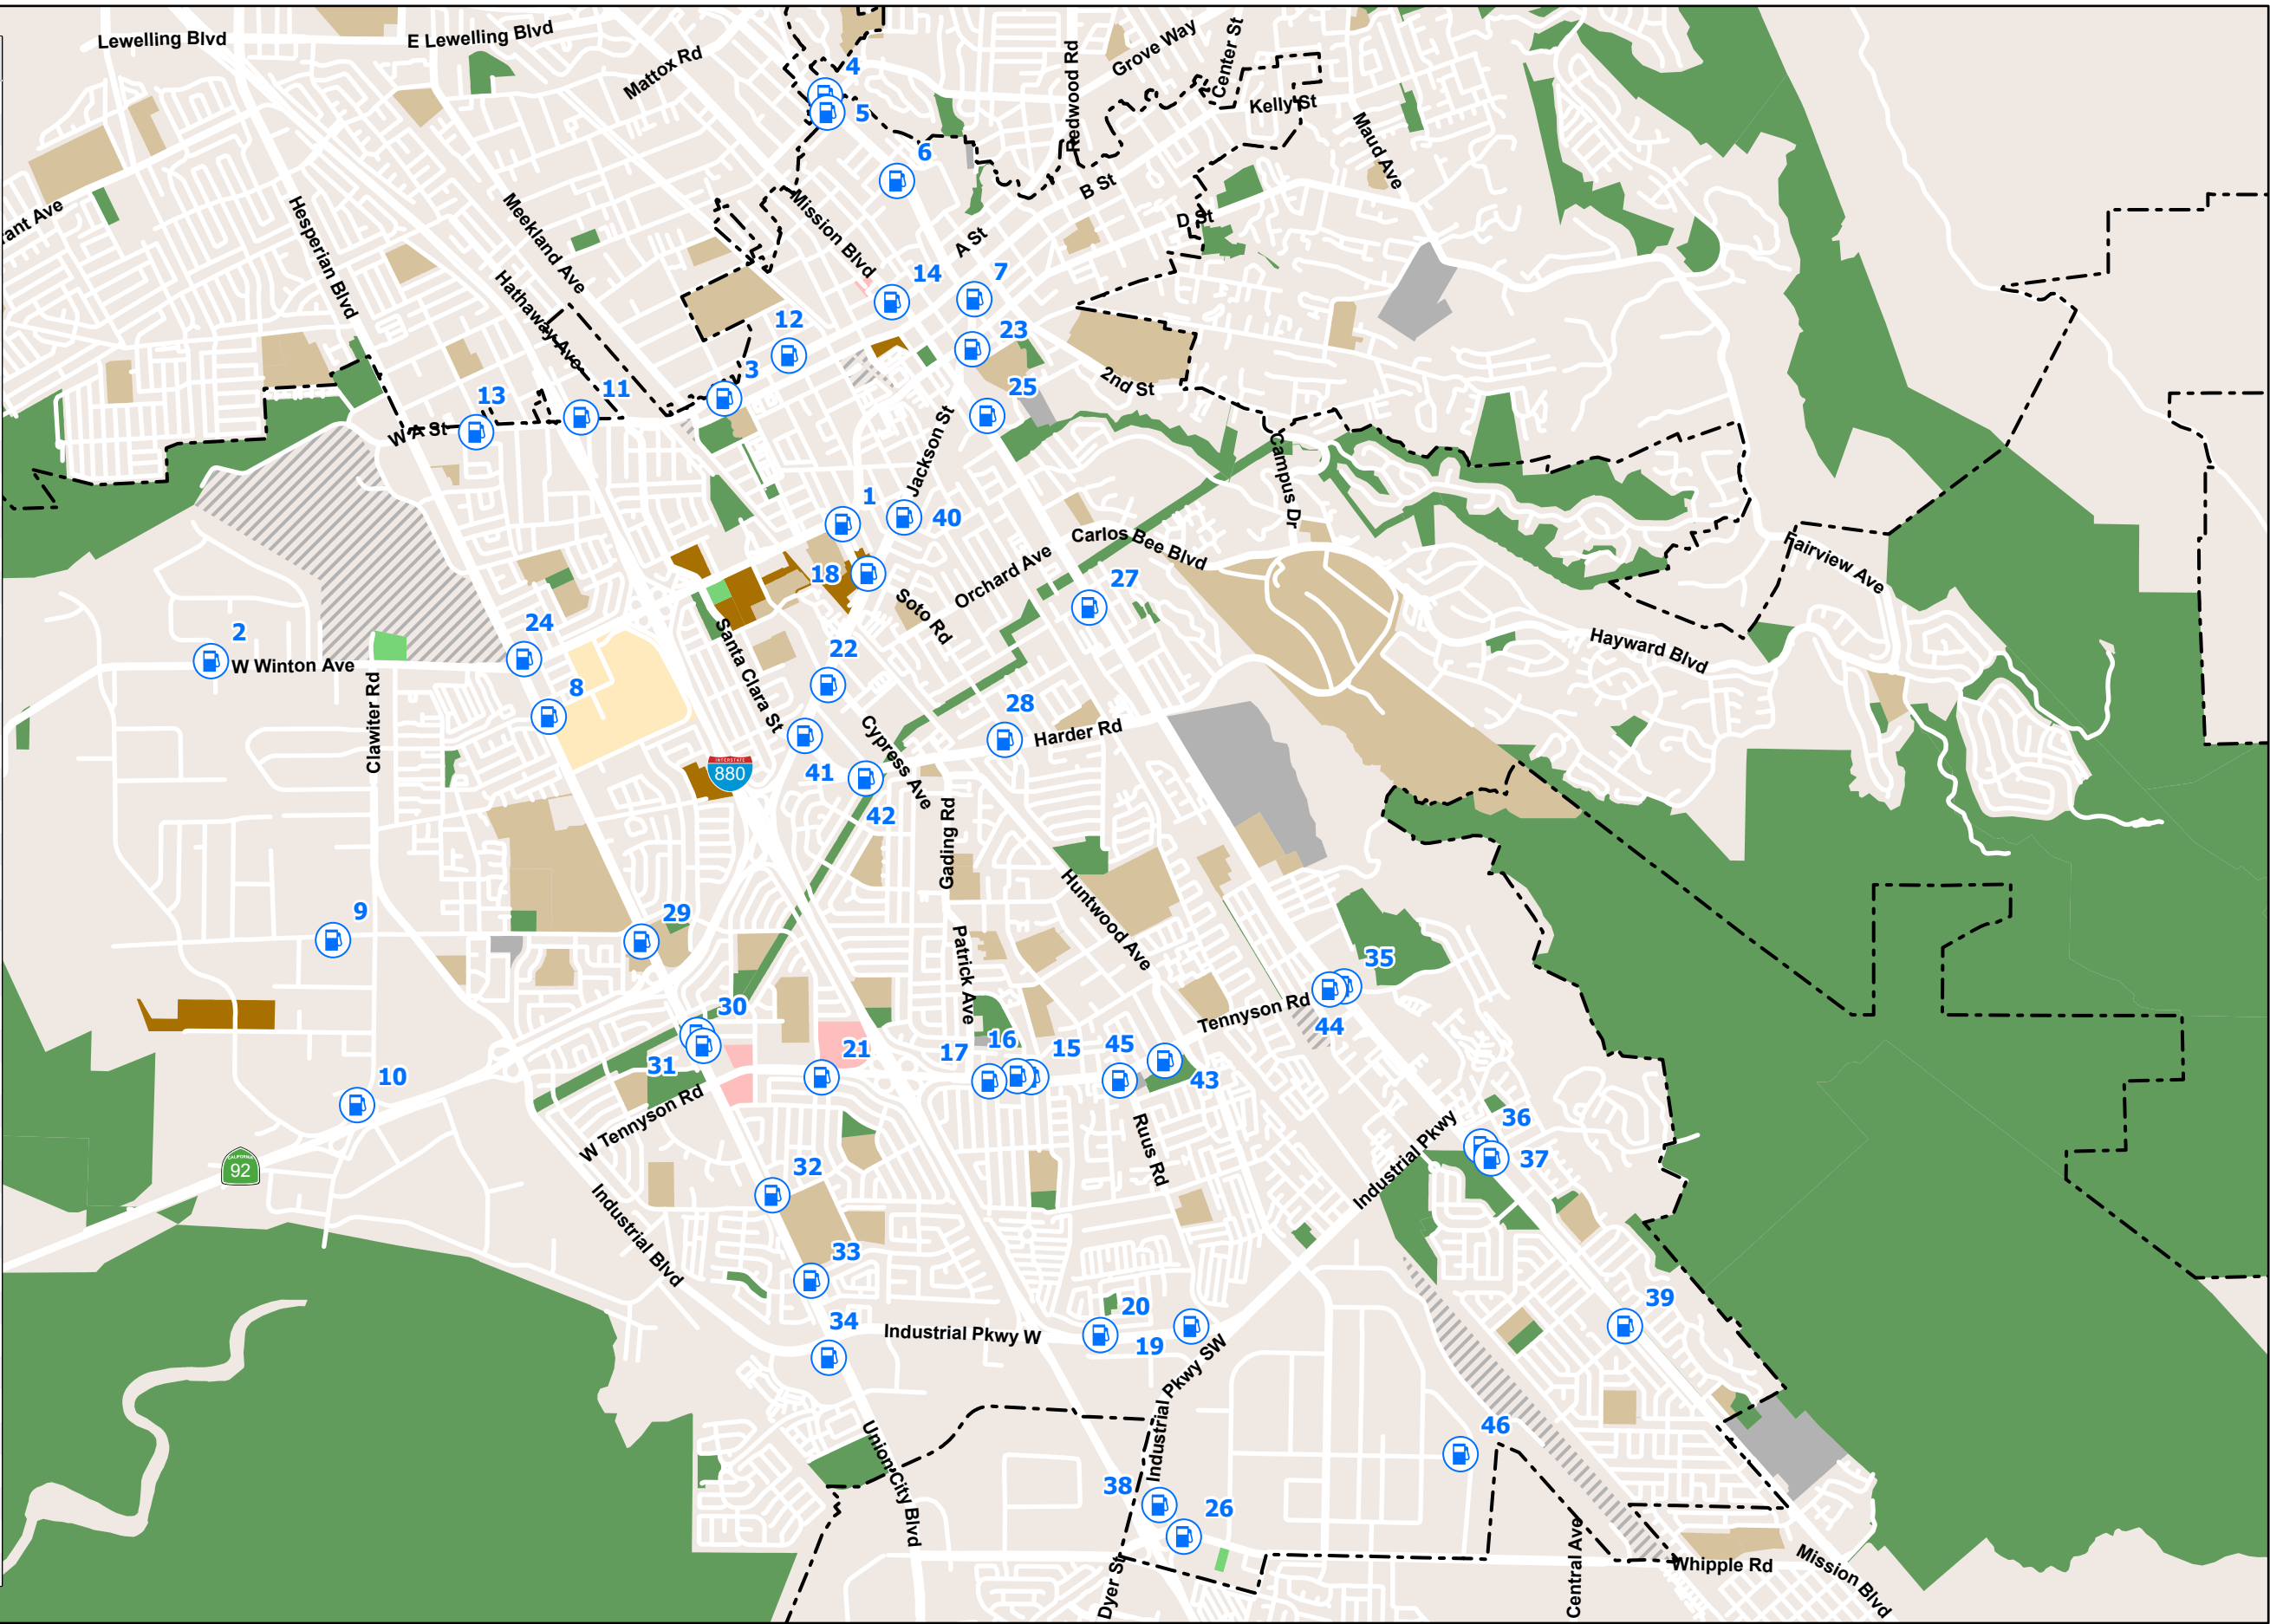 Lewelling Blvd
E Lewelling Blvd
Mattox Rd
4
5
6
Redwood Rd
Grove Way
Center St
Kelly St
Maud Ave
B St
D St
A St
rant Ave
Hesperian Blvd
Meekland Ave
Hathaway Ave
Mission Blvd
14
7
12
23
3
25
2nd St
13
11
W A St
Jackson St
Campus Dr
1
40
Carlos Bee Blvd
Fairview Ave
18
Soto Rd
Orchard Ave
27
2
W Winton Ave
24
22
Hayward Blvd
Santa Clara St
8
28
Harder Rd
Clawiter Rd
Cypress Ave
INTERSTATE
880
41
42
Gading Rd
Huntwood Ave
9
29
Patrick Ave
35
30
Tennyson Rd
44
31
21
17
16
15
45
43
10
W Tennyson Rd
Ruus Rd
Industrial Pkwy
36
37
CALIFORNIA
92
32
Industrial Blvd
33
34
Industrial Pkwy W
20
19
39
Industrial Pkwy SW
Union City Blvd
46
38
26
Dyer St
Central Ave
Whipple Rd
Mission Blvd